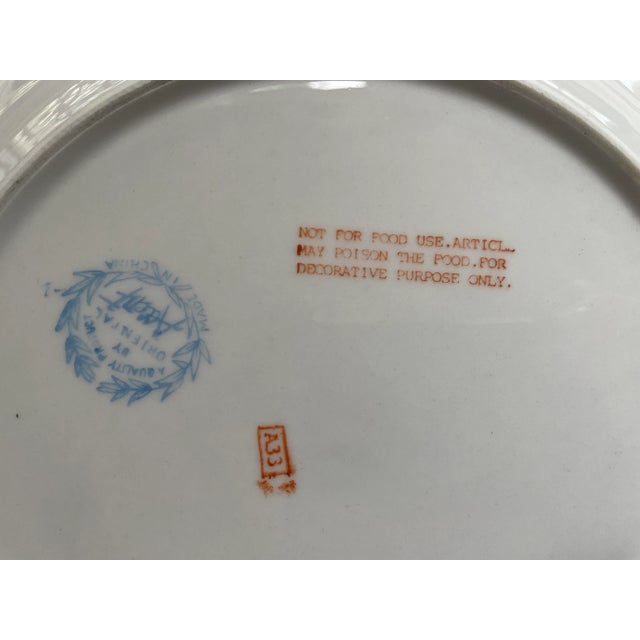 NOT FOR FOOD USE.ARTICL
MAY POISON THE FOOD.FOR
DECORATIVE PURPOSE ONLY.
MADE IN CHINA
Accent
ORIENTAL
BY
A QUALITY PRODUCT
A33